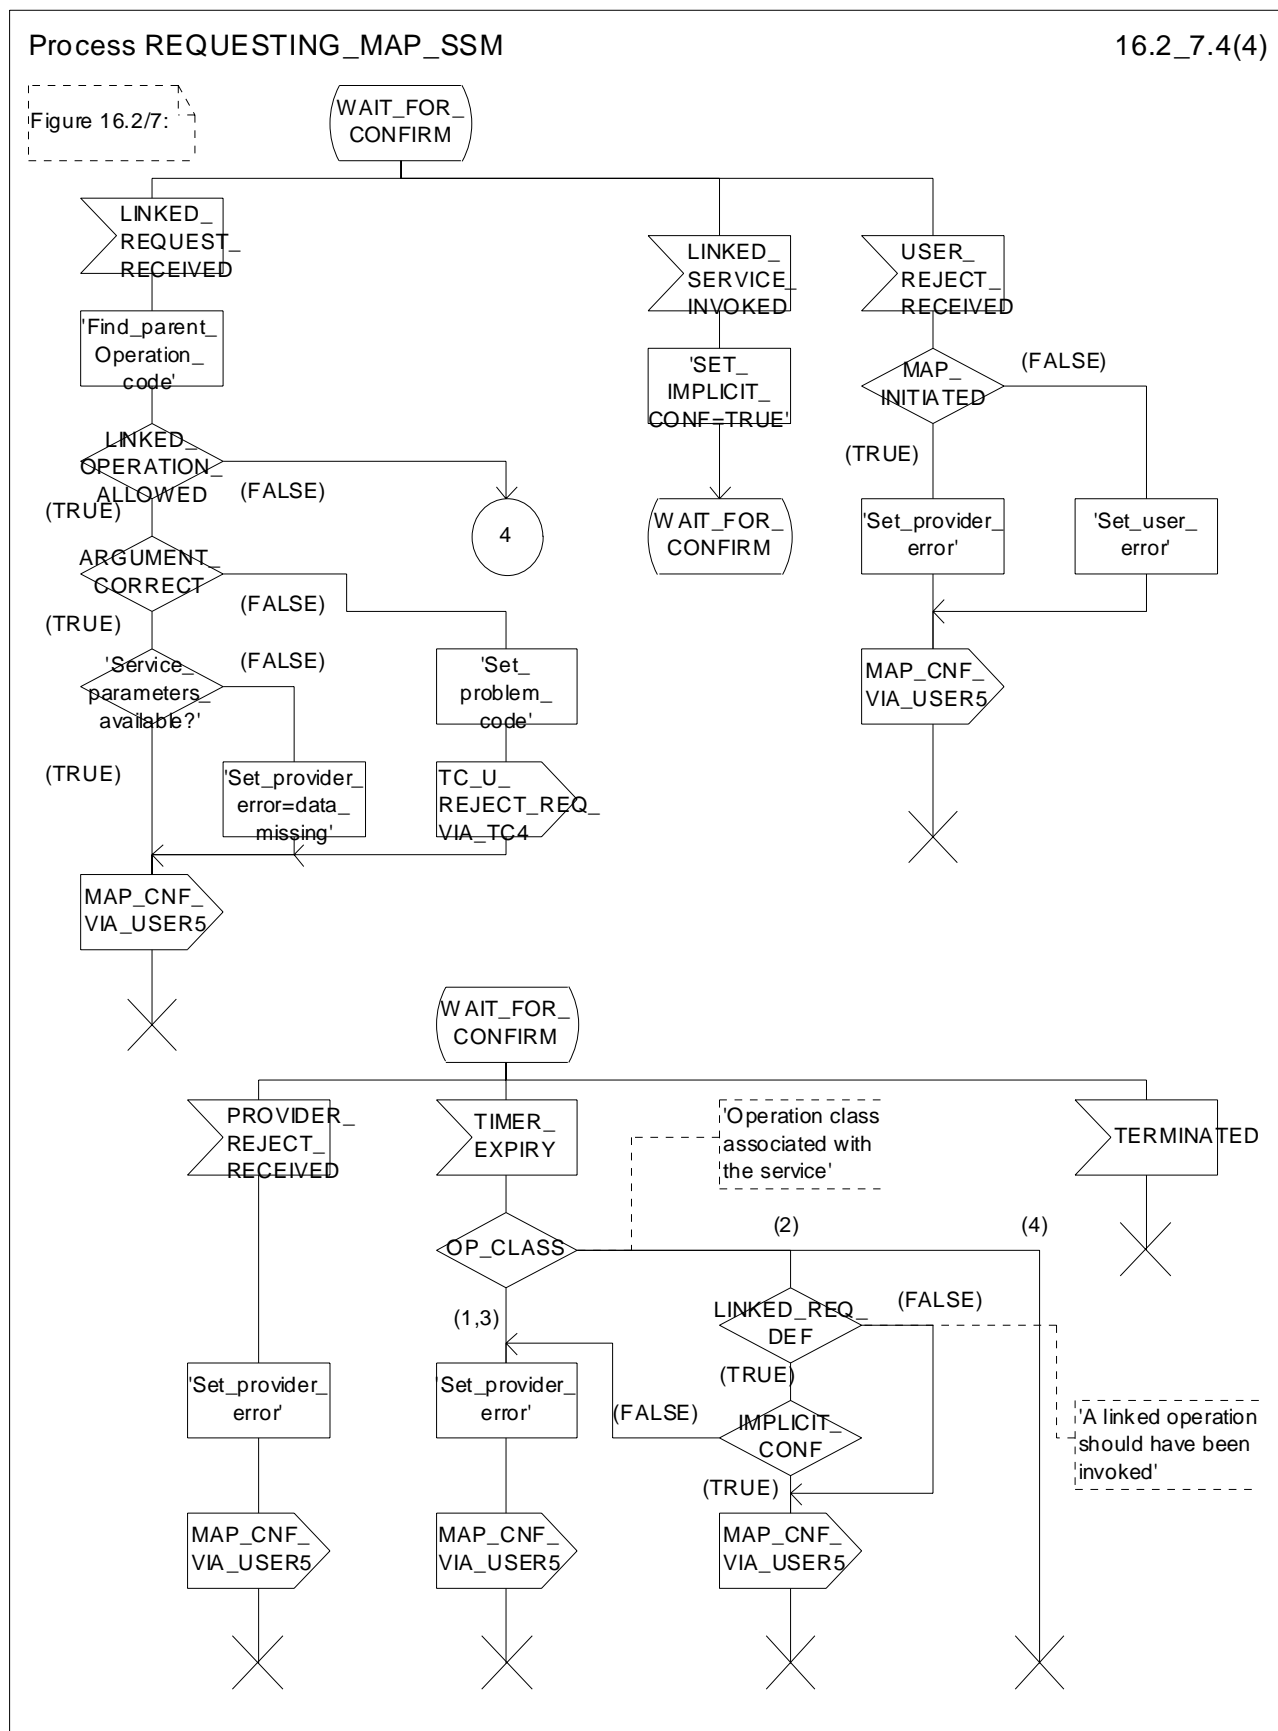 Process REQUESTING_MAP_SSM
16.2_7.4(4)
Figure 16.2/7:
WAIT_FOR_
CONFIRM
LINKED_
REQUEST_
RECEIVED
LINKED_
SERVICE_
INVOKED
USER_
REJECT_
RECEIVED
'Find_parent_
Operation_
code'
'SET_
IMPLICIT_
CONF=TRUE'
MAP_
INITIATED
(FALSE)
(TRUE)
LINKED_
OPERATION_
ALLOWED
(FALSE)
(TRUE)
4
WAIT_FOR_
CONFIRM
'Set_provider_
error'
'Set_user_
error'
ARGUMENT_
CORRECT
(FALSE)
(TRUE)
'Service_
parameters_
available?'
(FALSE)
(TRUE)
'Set_
problem_
code'
MAP_CNF_
VIA_USER5
'Set_provider_
error=data_
missing'
TC_U_
REJECT_REQ_
VIA_TC4
MAP_CNF_
VIA_USER5
WAIT_FOR_
CONFIRM
PROVIDER_
REJECT_
RECEIVED
TIMER_
EXPIRY
'Operation class
associated with
the service'
TERMINATED
OP_CLASS
(2)
(4)
(1,3)
LINKED_REQ_
DEF
(FALSE)
(TRUE)
'Set_provider_
error'
'Set_provider_
error'
(FALSE)
IMPLICIT_
CONF
(TRUE)
'A linked operation
should have been
invoked'
MAP_CNF_
VIA_USER5
MAP_CNF_
VIA_USER5
MAP_CNF_
VIA_USER5